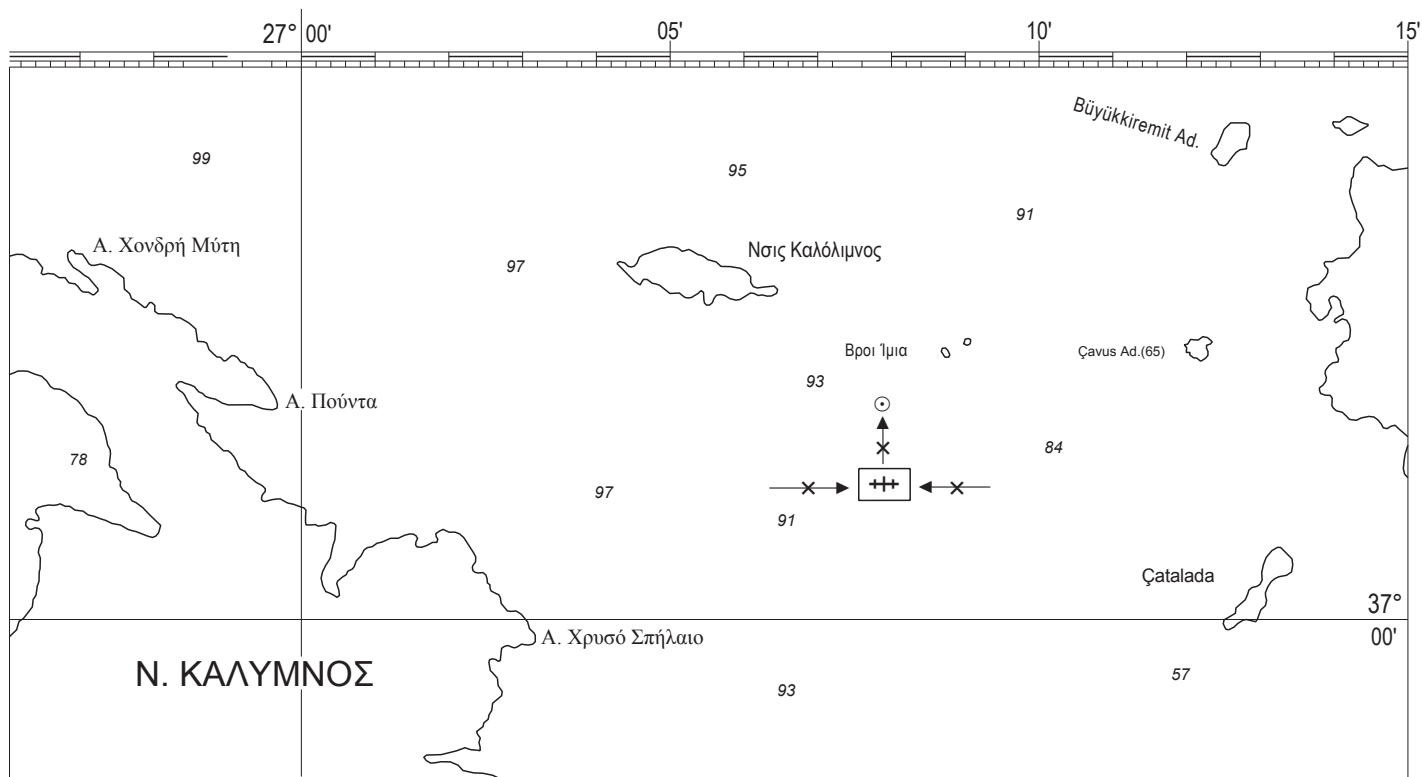 27° 00' 05' 10' 15'
Büyükkiremit Ad.
99
95
91
Α. Χονδρή Μύτη
Νσις Καλόλιμνος
97
Βροι Ίμια
Çavus Ad.(65)
93
Α. Πούντα
84
78
97
91
Çatalada
37°
00'
Α. Χρυσό Σπήλαιο
Ν. ΚΑΛΥΜΝΟΣ
57
93